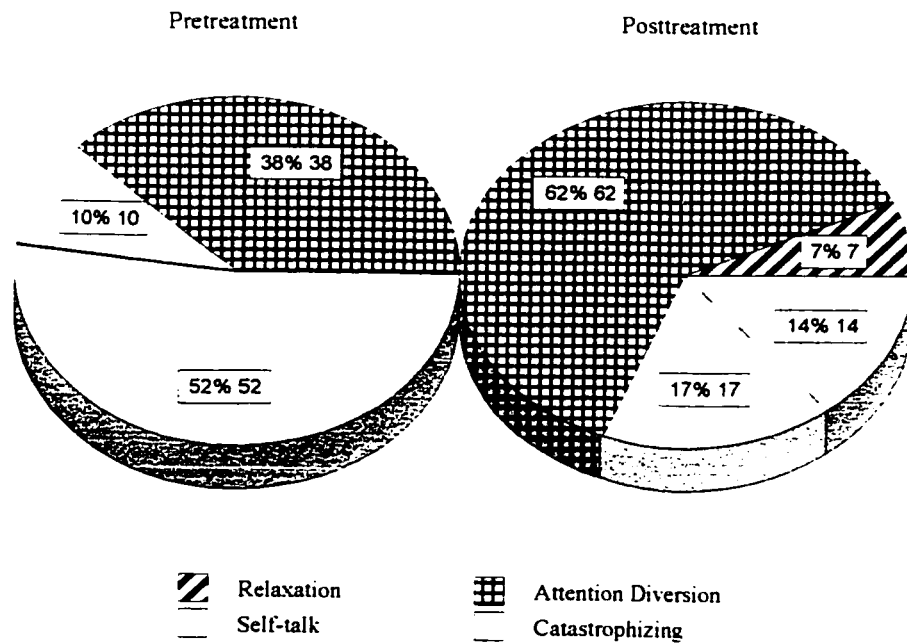 Pretreatment
Posttreatment
38% 38
10% 10
52% 52
62% 62
7% 7
14% 14
17% 17
Relaxation
Attention Diversion
Self-talk
Catastrophizing